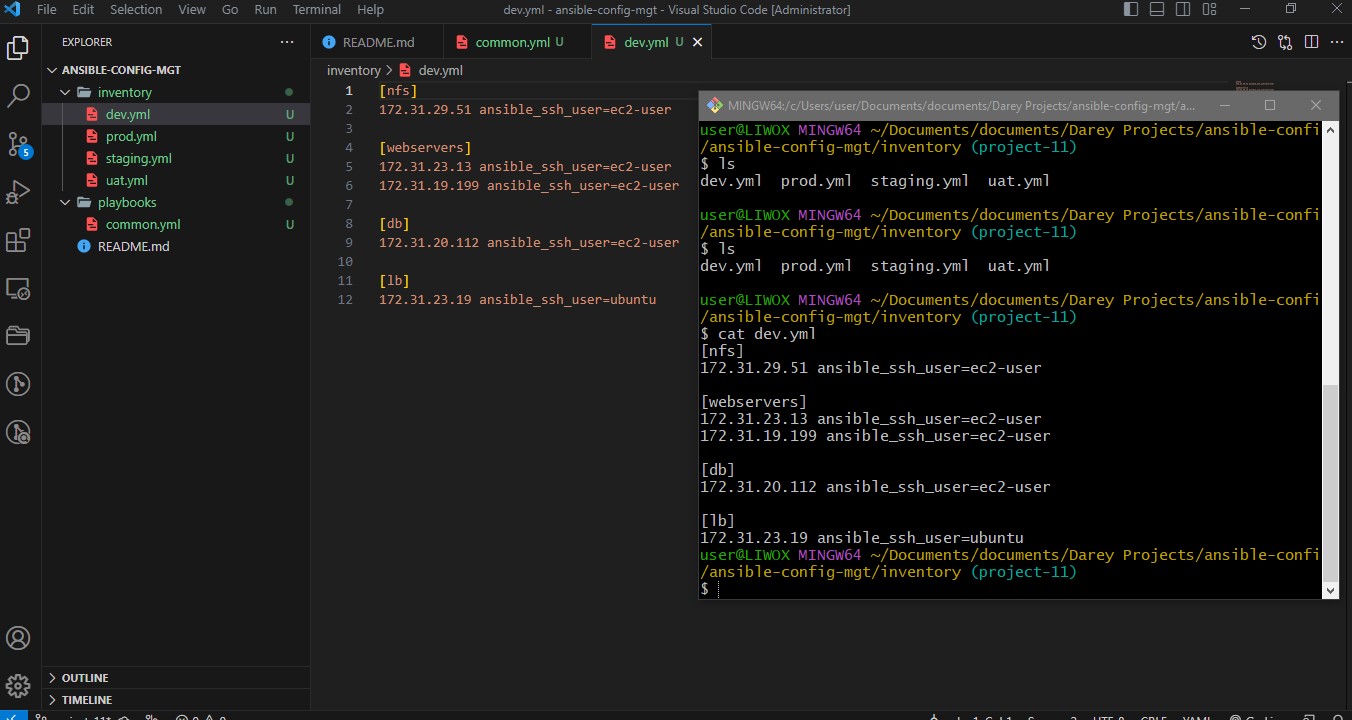 File Edit Selection View Go Run Terminal Help dev.yml - ansible-config-mgt - Visual Studio Code [Administrator]
EXPLORER ···
ANSIBLE-CONFIG-MGT
inventory
dev.yml U
prod.yml U
staging.yml U
uat.yml U
playbooks
common.yml U
README.md
5
OUTLINE
TIMELINE
README.md
common.yml U
dev.yml U
inventory > dev.yml
1 [nfs]
2 172.31.29.51 ansible_ssh_user=ec2-user
3
4 [webservers]
5 172.31.23.13 ansible_ssh_user=ec2-user
6 172.31.19.199 ansible_ssh_user=ec2-user
7
8 [db]
9 172.31.20.112 ansible_ssh_user=ec2-user
10
11 [lb]
12 172.31.23.19 ansible_ssh_user=ubuntu
MINGW64:/c/Users/user/Documents/documents/Darey Projects/ansible-config-mgt/a...
user@LIWOX MINGW64 ~/Documents/documents/Darey Projects/ansible-confi
/ansible-config-mgt/inventory (project-11)
$ ls
dev.yml prod.yml staging.yml uat.yml
user@LIWOX MINGW64 ~/Documents/documents/Darey Projects/ansible-confi
/ansible-config-mgt/inventory (project-11)
$ ls
dev.yml prod.yml staging.yml uat.yml
user@LIWOX MINGW64 ~/Documents/documents/Darey Projects/ansible-confi
/ansible-config-mgt/inventory (project-11)
$ cat dev.yml
[nfs]
172.31.29.51 ansible_ssh_user=ec2-user
[webservers]
172.31.23.13 ansible_ssh_user=ec2-user
172.31.19.199 ansible_ssh_user=ec2-user
[db]
172.31.20.112 ansible_ssh_user=ec2-user
[lb]
172.31.23.19 ansible_ssh_user=ubuntu
user@LIWOX MINGW64 ~/Documents/documents/Darey Projects/ansible-confi
/ansible-config-mgt/inventory (project-11)
$